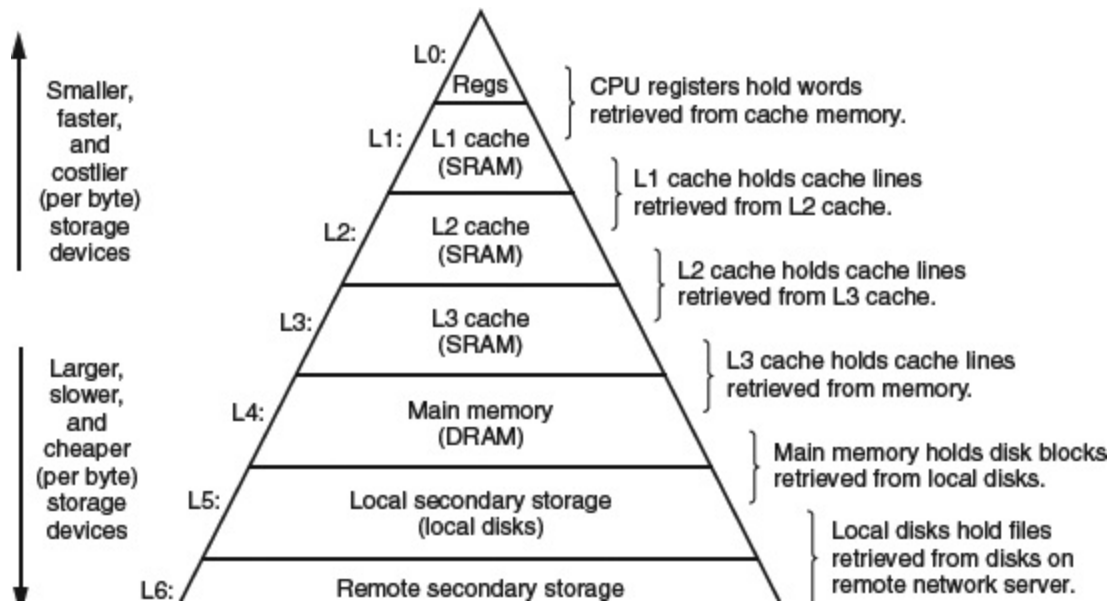 L0:
Regs
CPU registers hold words
retrieved from cache memory.
Smaller,
faster,
and
costlier
(per byte)
storage
devices
L1:
L1 cache
(SRAM)
L1 cache holds cache lines
retrieved from L2 cache.
L2:
L2 cache
(SRAM)
L2 cache holds cache lines
retrieved from L3 cache.
L3:
L3 cache
(SRAM)
L3 cache holds cache lines
retrieved from memory.
Larger,
slower,
and
cheaper
(per byte)
storage
devices
L4:
Main memory
(DRAM)
Main memory holds disk blocks
retrieved from local disks.
L5:
Local secondary storage
(local disks)
Local disks hold files
retrieved from disks on
remote network server.
L6:
Remote secondary storage